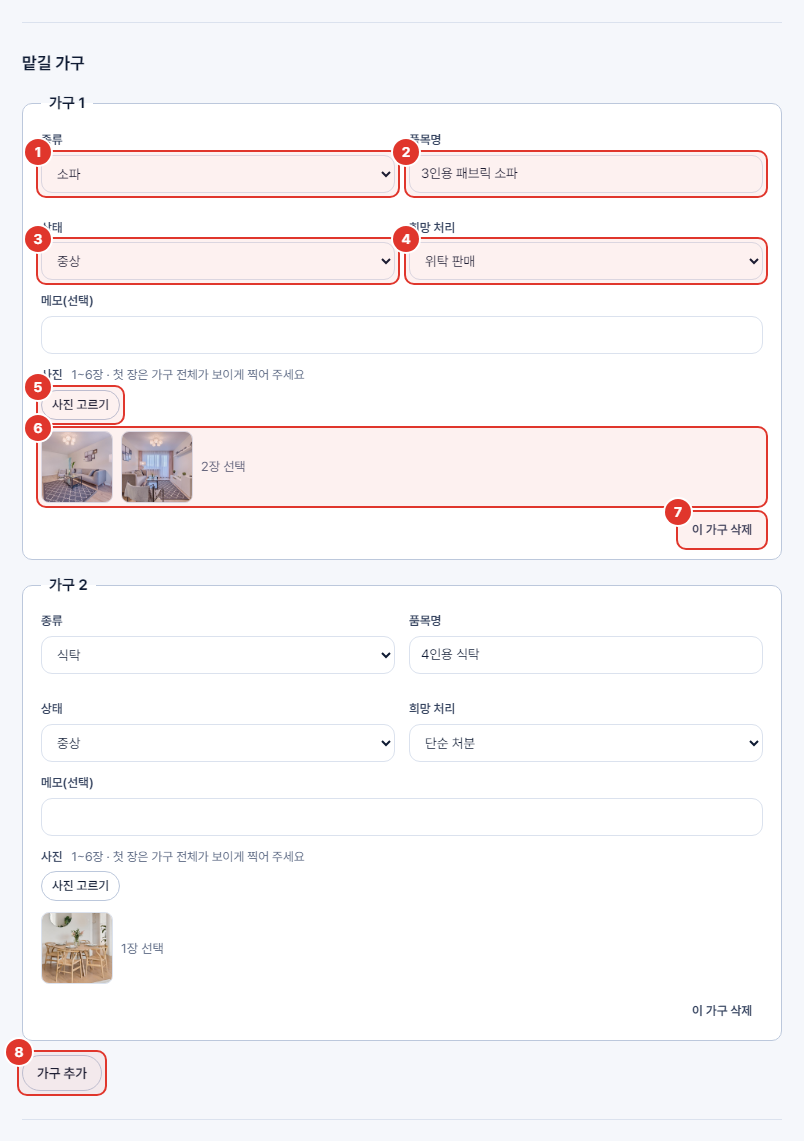 맡길 가구
가구 1
1 종류 2 품목명
소파 3인용 패브릭 소파
3 상태 4 희망 처리
중상 위탁 판매
메모(선택)
사진 1~6장 · 첫 장은 가구 전체가 보이게 찍어 주세요
5 사진 고르기
6 2장 선택
7 이 가구 삭제
가구 2
종류 품목명
식탁 4인용 식탁
상태 희망 처리
중상 단순 처분
메모(선택)
사진 1~6장 · 첫 장은 가구 전체가 보이게 찍어 주세요
사진 고르기
1장 선택
이 가구 삭제
8 가구 추가